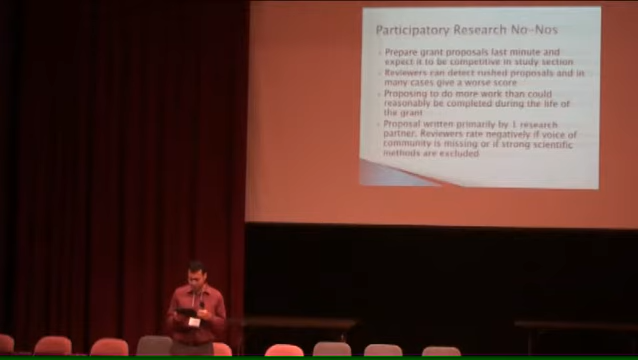 Participatory Research No-Nos
Prepare grant proposals last minute and
expect it to be competitive in study section
Reviewers can detect rushed proposals and in
many cases give a worse score
Proposing to do more work than could
reasonably be completed during the life of
the grant
Proposal written primarily by 1 research
partner. Reviewers rate negatively if voice of
community is missing or if strong scientific
methods are excluded